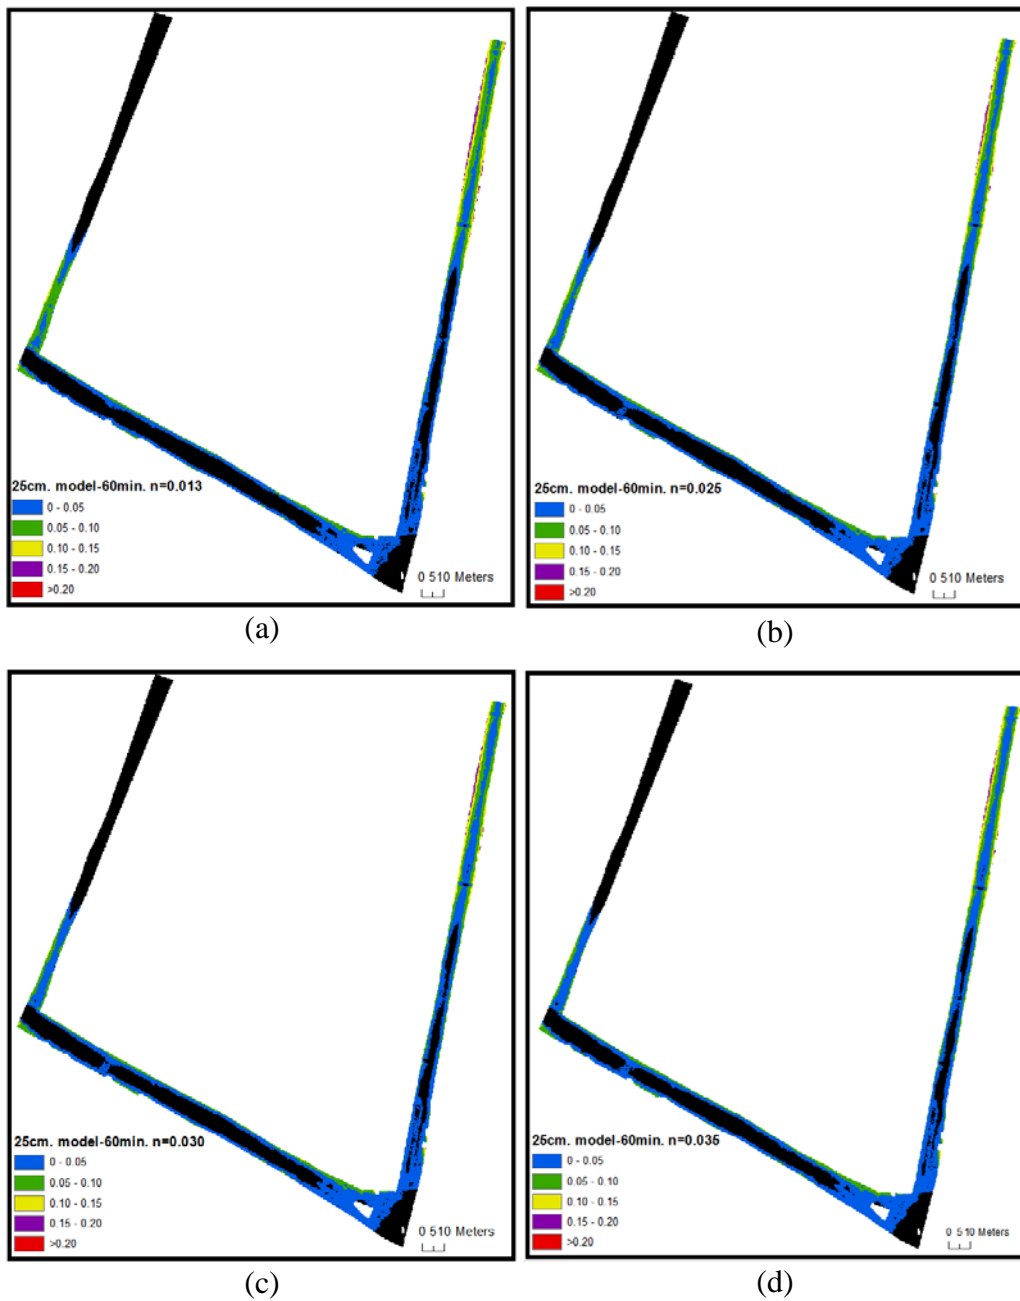 25cm. model-60min. n=0.013
0 - 0.05
0.05 - 0.10
0.10 - 0.15
0.15 - 0.20
>0.20
0 510 Meters
(a)
25cm. model-60min. n=0.025
0 - 0.05
0.05 - 0.10
0.10 - 0.15
0.15 - 0.20
>0.20
0 510 Meters
(b)
25cm. model-60min. n=0.030
0 - 0.05
0.05 - 0.10
0.10 - 0.15
0.15 - 0.20
>0.20
0 510 Meters
(c)
25cm. model-60min. n=0.035
0 - 0.05
0.05 - 0.10
0.10 - 0.15
0.15 - 0.20
>0.20
0 510 Meters
(d)